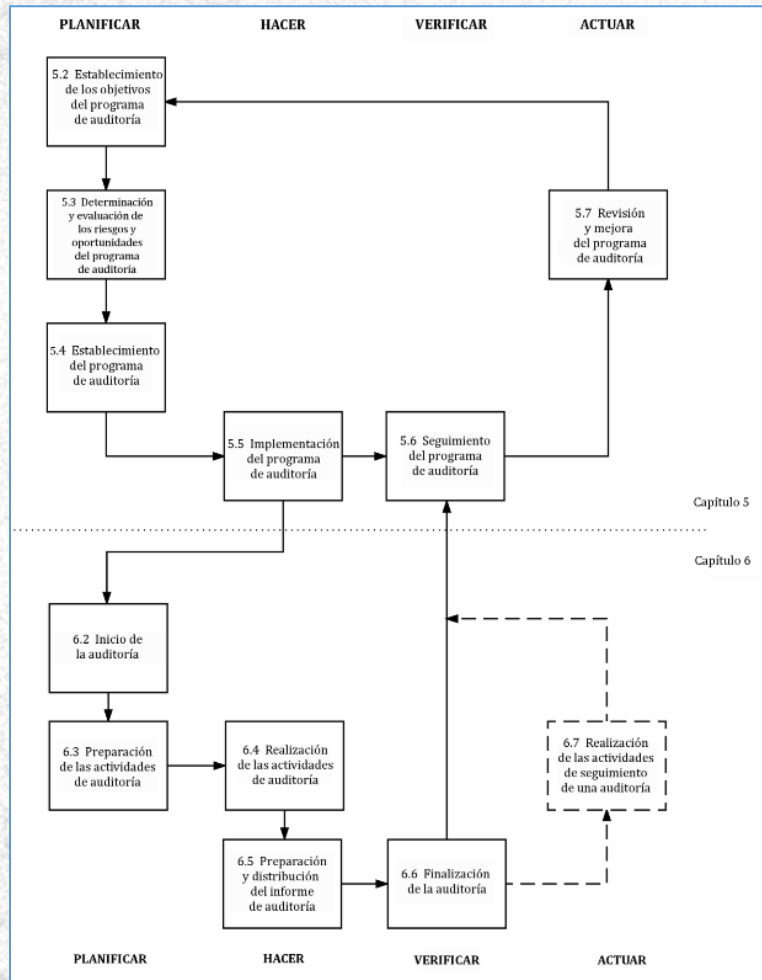 PLANIFICAR HACER VERIFICAR ACTUAR
5.2 Establecimiento
de los objetivos
del programa
de auditoría
5.3 Determinación
y evaluación de
los riesgos y
oportunidades
del programa
de auditoría
5.7 Revisión
y mejora
del programa
de auditoría
5.4 Establecimiento
del programa
de auditoría
5.5 Implementación
del programa
de auditoría
5.6 Seguimiento
del programa
de auditoría
Capítulo 5
Capítulo 6
6.2 Inicio de
la auditoría
6.3 Preparación
de las actividades
de auditoría
6.4 Realización
de las actividades
de auditoría
6.7 Realización
de las actividades
de seguimiento
de una auditoría
6.5 Preparación
y distribución
del informe
de auditoría
6.6 Finalización
de la auditoría
PLANIFICAR HACER VERIFICAR ACTUAR